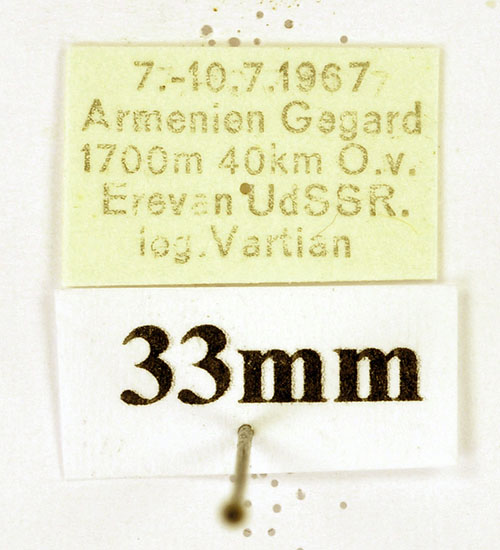 7.-10.7.1967
Armenien Gegard
1700m 40km O.v.
Erevan UdSSR.
leg. Vartian
33mm